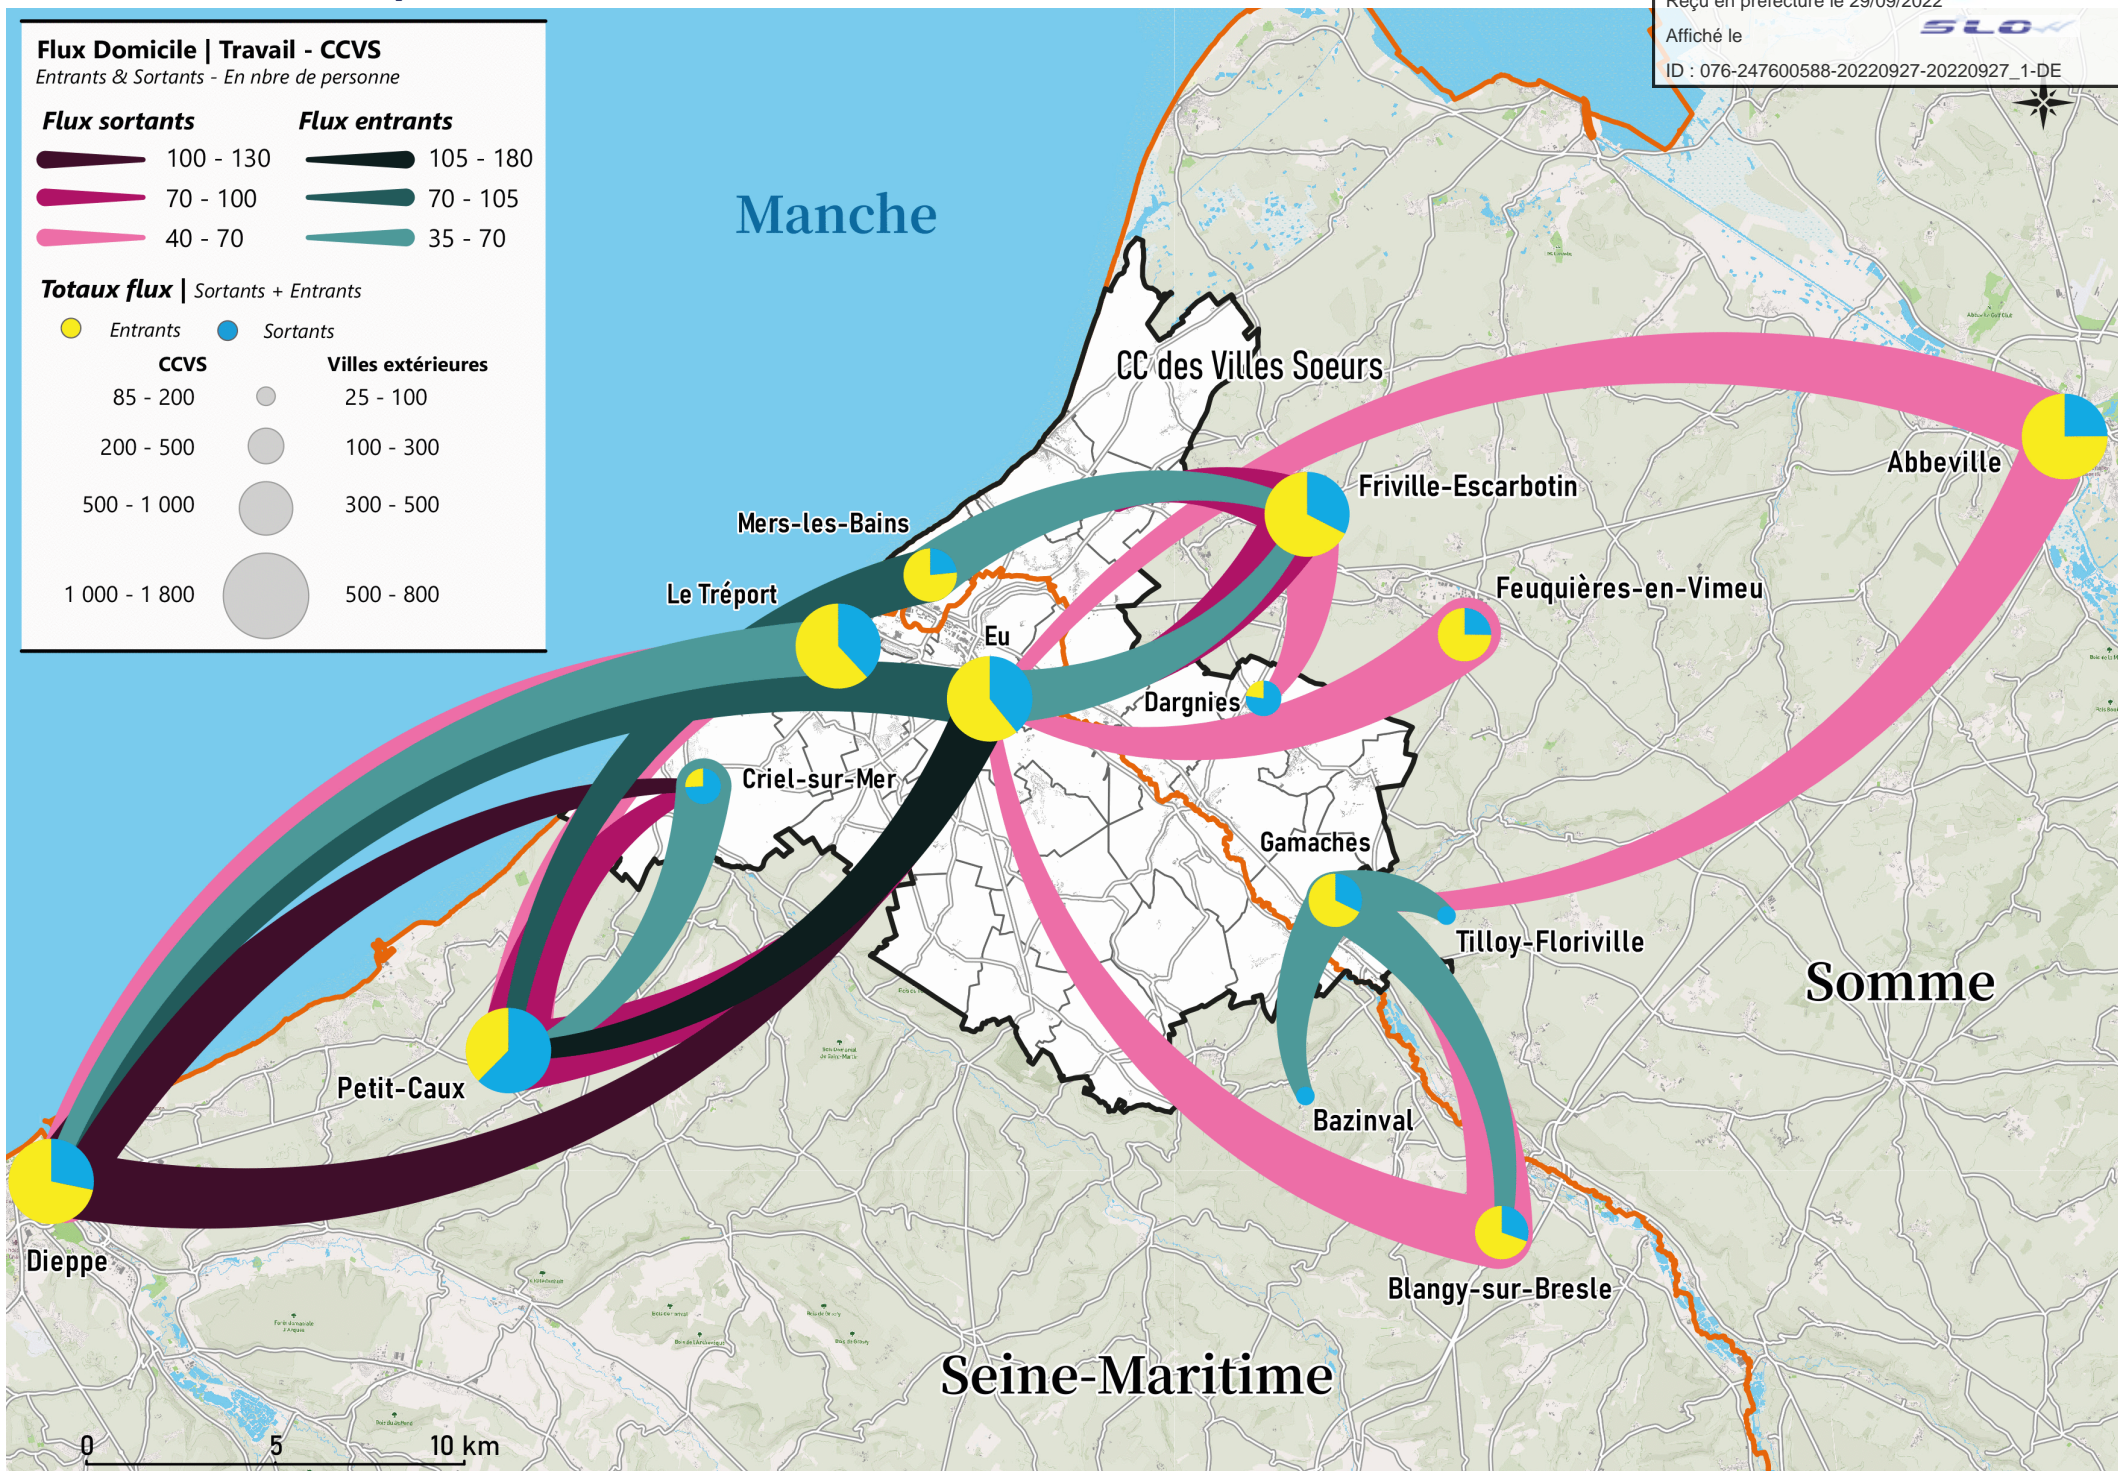 Reçu en préfecture le 29/09/2022
Affiché le
SLOW
ID : 076-247600588-20220927-20220927_1-DE
Flux Domicile | Travail - CCVS
Entrants & Sortants - En nbre de personne
Flux sortants Flux entrants
100 - 130 105 - 180
70 - 100 70 - 105
40 - 70 35 - 70
Totaux flux | Sortants + Entrants
Entrants Sortants
CCVS Villes extérieures
85 - 200 25 - 100
200 - 500 100 - 300
500 - 1 000 300 - 500
1 000 - 1 800 500 - 800
Manche
CC des Villes Soeurs
Abbeville
Friville-Escarbotin
Mers-les-Bains
Feuquières-en-Vimeu
Le Tréport
Eu
Dargnies
Criel-sur-Mer
Gamaches
Tilloy-Floriville
Somme
Petit-Caux
Bazinval
Dieppe
Blangy-sur-Bresle
Seine-Maritime
0 5 10 km